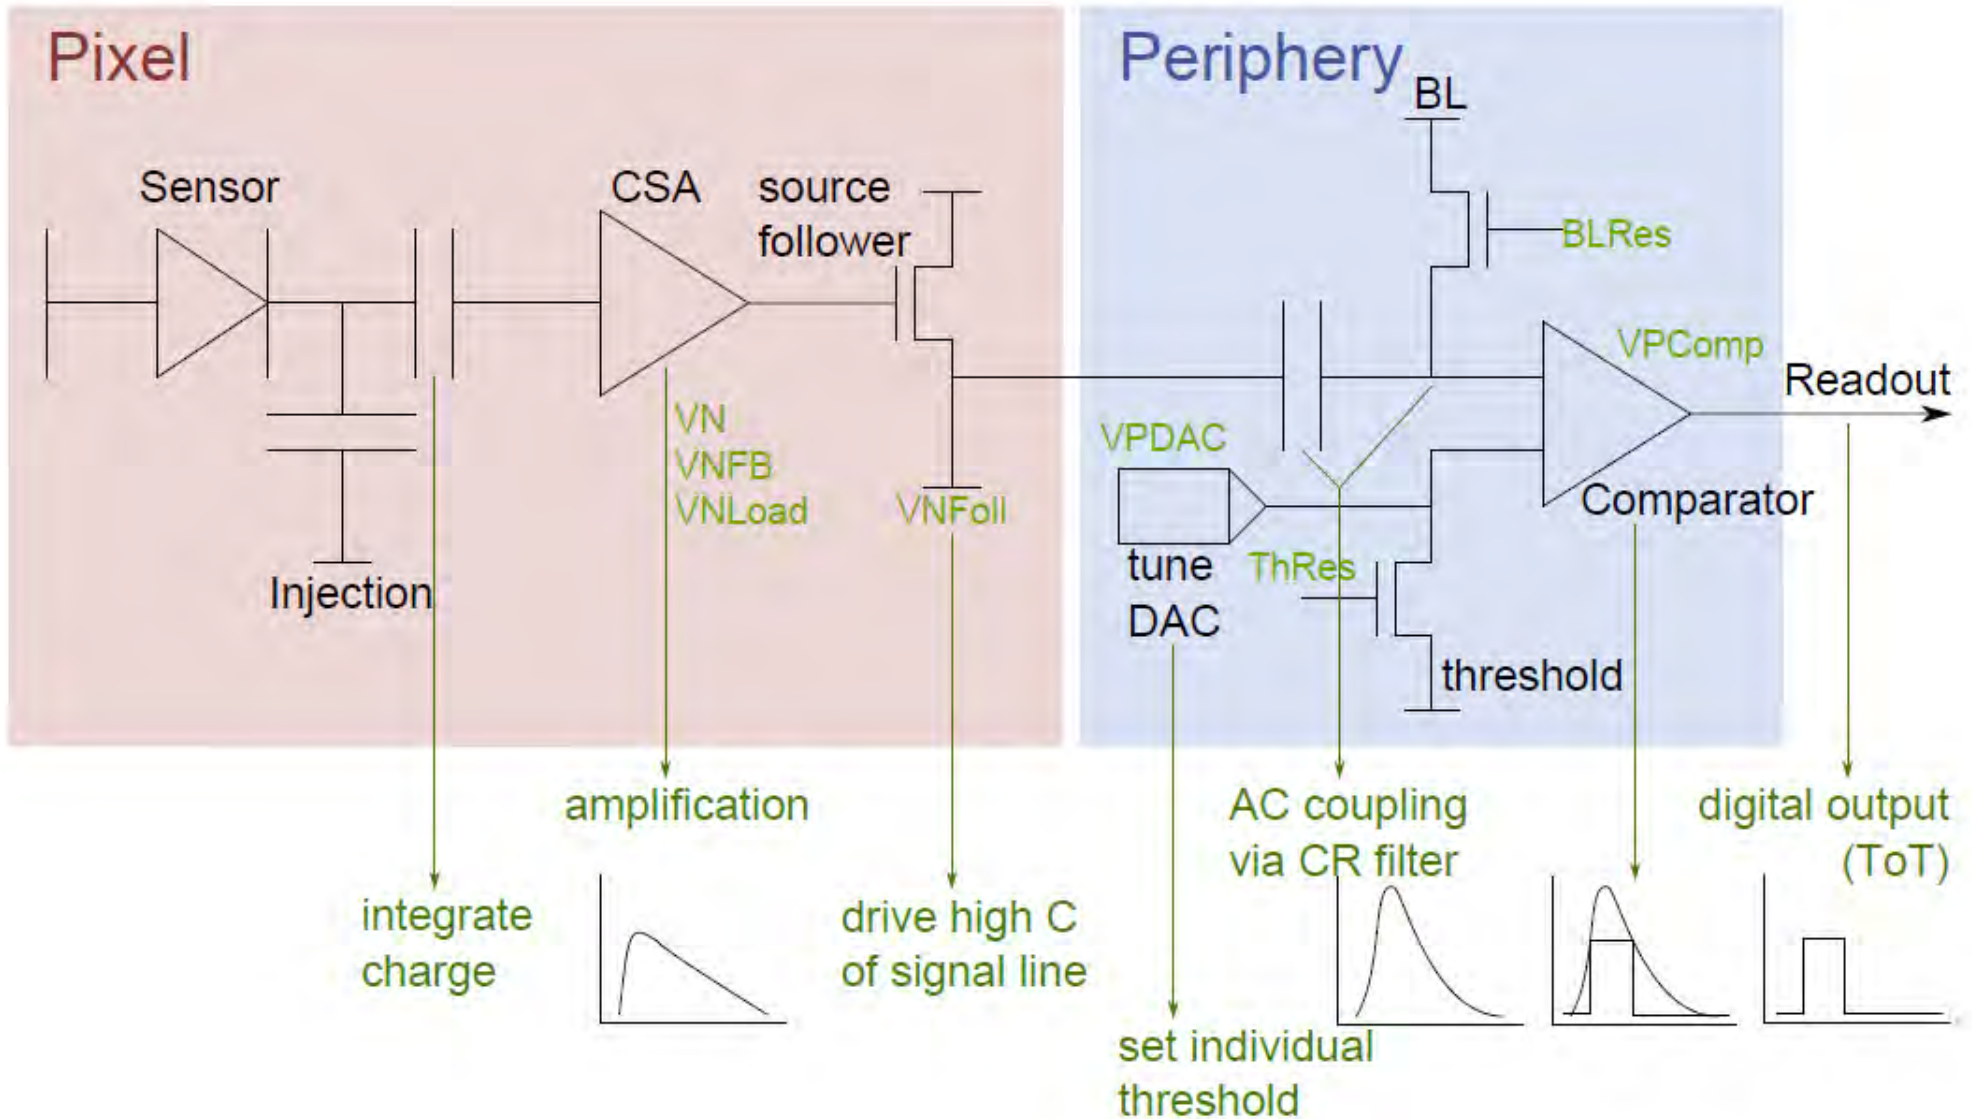 Pixel
Periphery
BL
Sensor
CSA
source
follower
BLRes
VPComp
Readout
VN
VNFB
VNLoad
VNFoll
VPDAC
Comparator
tune
DAC
ThRes
Injection
threshold
amplification
AC coupling
via CR filter
digital output
(ToT)
integrate
charge
drive high C
of signal line
set individual
threshold